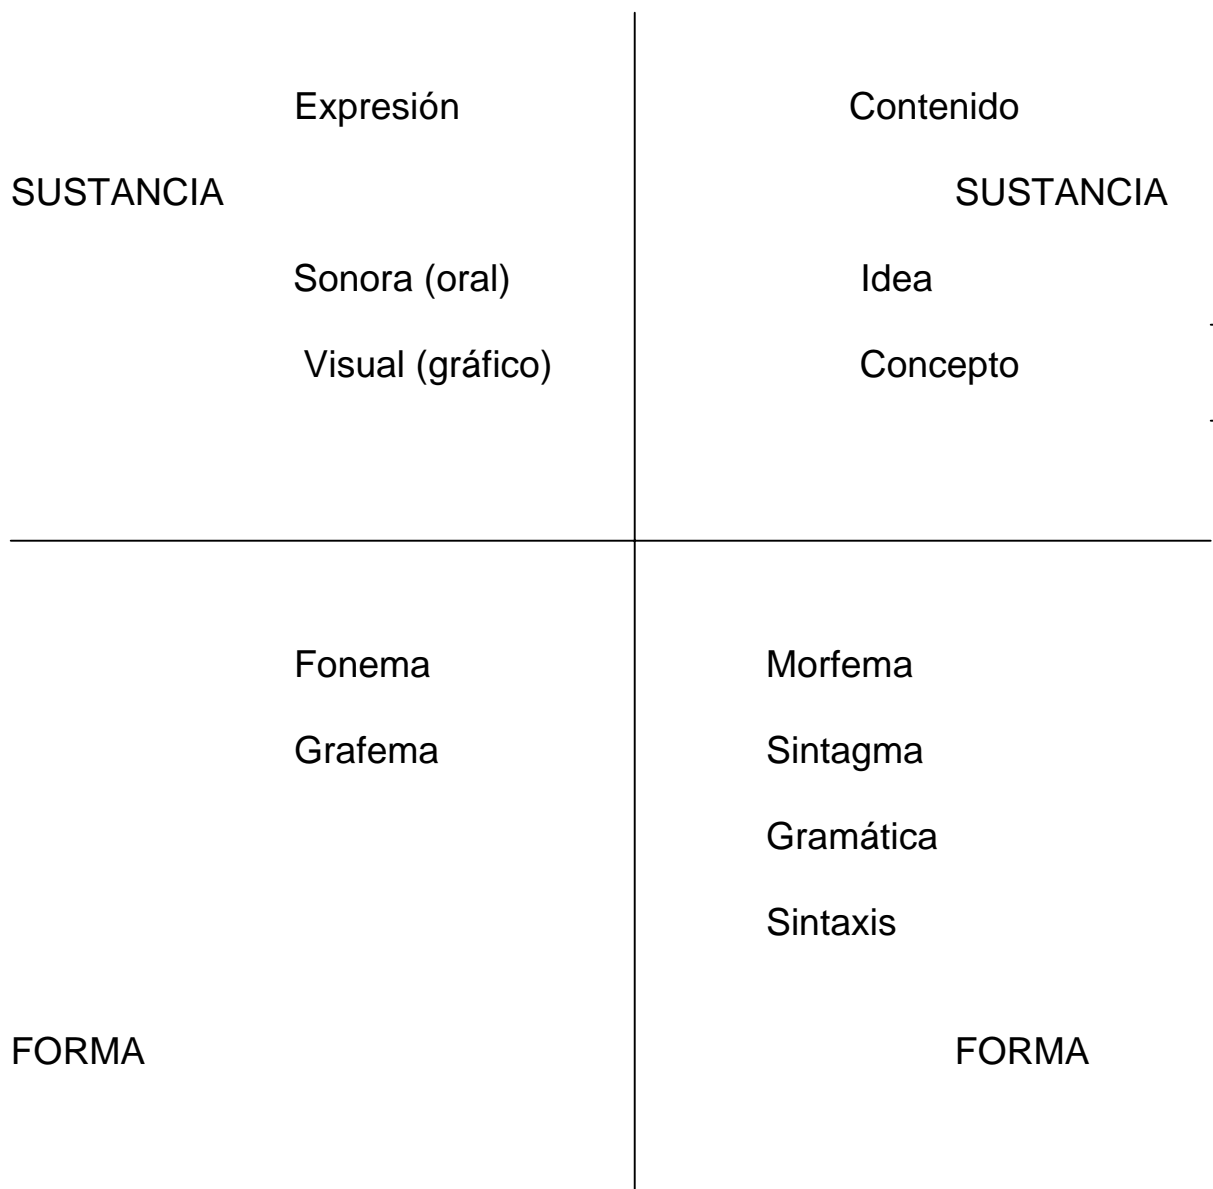 Expresión Contenido
SUSTANCIA SUSTANCIA
Sonora (oral) Idea
Visual (gráfico) Concepto
Fonema Morfema
Grafema Sintagma
Gramática
Sintaxis
FORMA FORMA